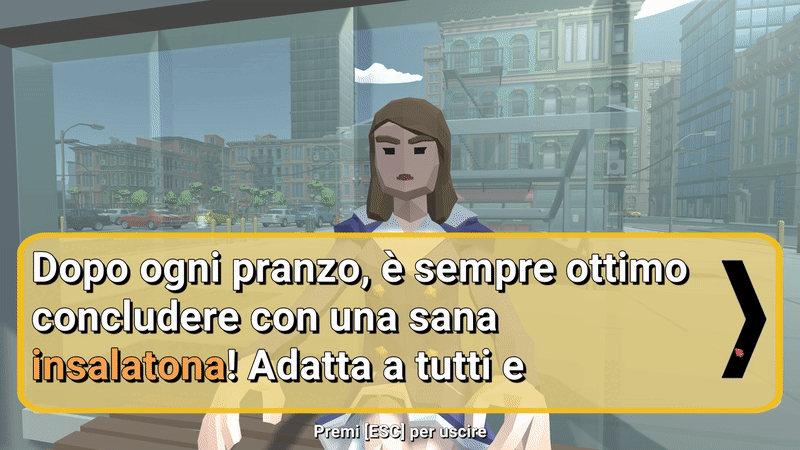 Dopo ogni pranzo, è sempre ottimo
concludere con una sana
insalatona! Adatta a tutti e
Premi [ESC] per uscire